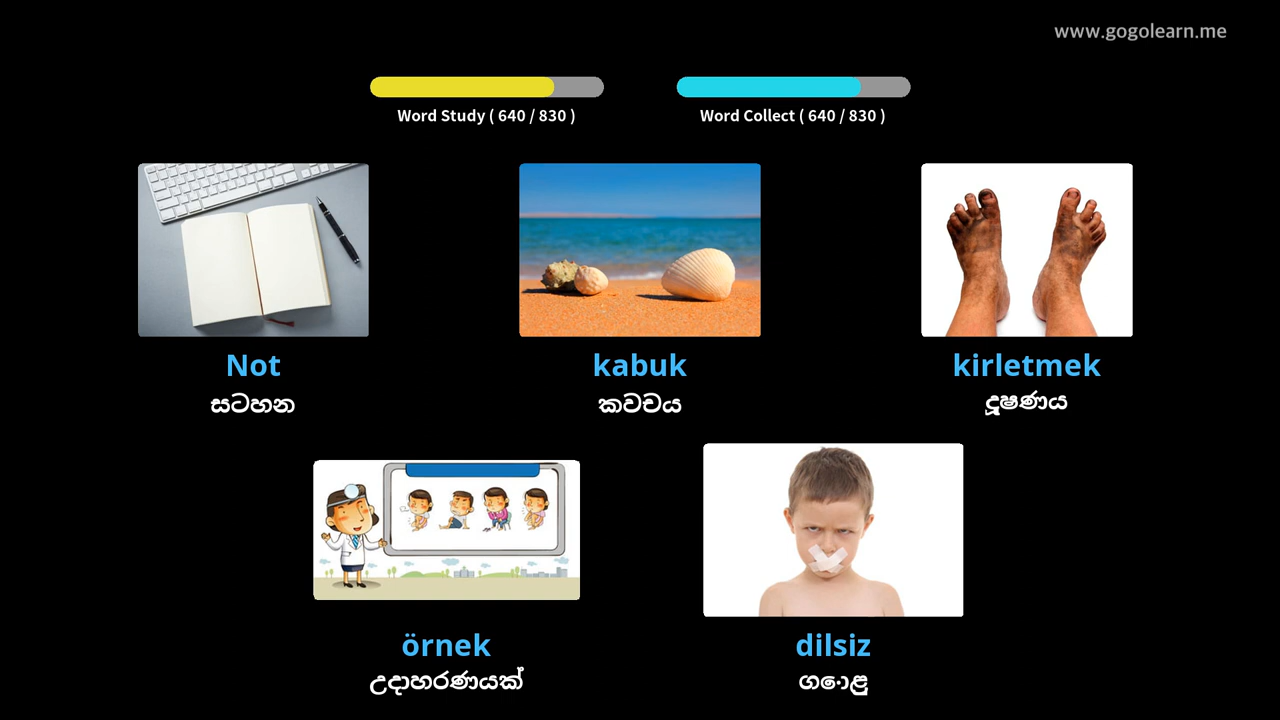 www.gogolearn.me
Word Study ( 640 / 830 )
Word Collect ( 640 / 830 )
Not
සටහන
kabuk
කවචය
kirletmek
දූෂණය
örnek
උදාහරණයක්
dilsiz
ගොළු